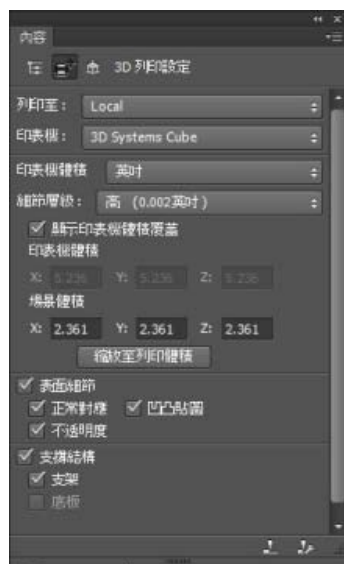 內容
3D 列印設定
列印至： Local
印表機： 3D Systems Cube
印表機體積 英吋
細節層級： 高 (0.002英吋)
顯示印表機體積覆蓋
印表機體積
X: 5.236 Y: 5.236 Z: 5.236
場景體積
X: 2.361 Y: 2.361 Z: 2.361
縮放至列印體積
表面細節
正常對應 凹凸貼圖
不透明度
支撐結構
支架
底板